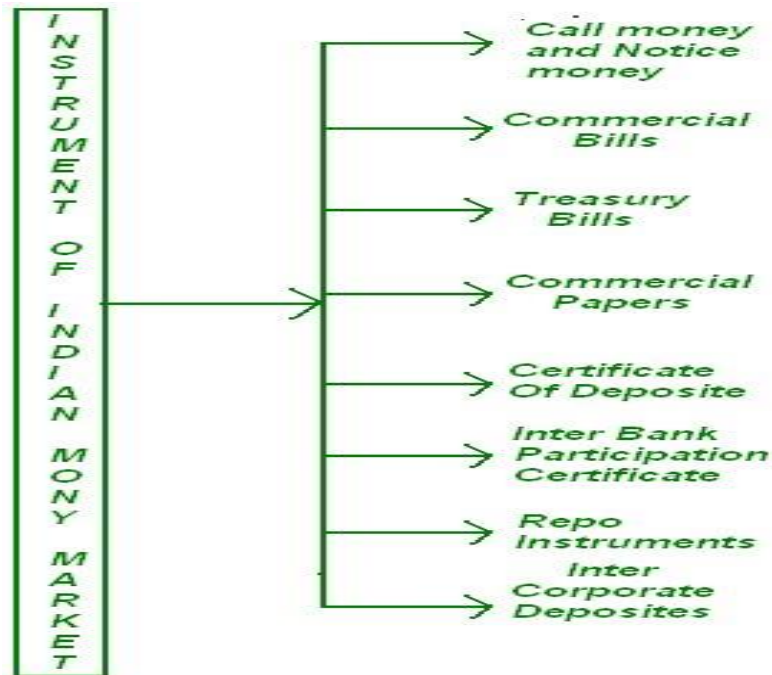 INSTRUMENT OF INDIAN MONY MARKET
Call money
and Notice
money
Commercial
Bills
Treasury
Bills
Commercial
Papers
Certificate
Of Deposite
Inter Bank
Participation
Certificate
Repo
Instruments
Inter
Corporate
Deposites